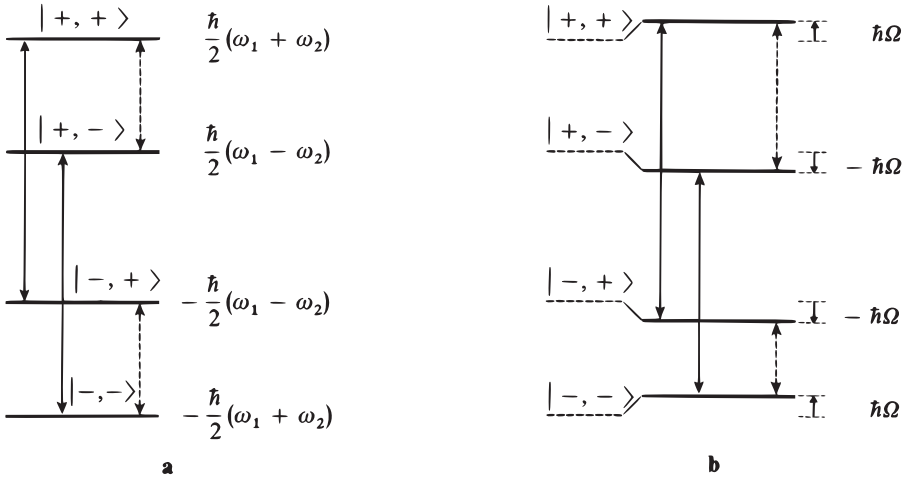 | +, + ⟩ ħ/2 (ω₁ + ω₂)
| +, − ⟩ ħ/2 (ω₁ − ω₂)
| −, + ⟩ − ħ/2 (ω₁ − ω₂)
| −, − ⟩ − ħ/2 (ω₁ + ω₂)
a
| +, + ⟩ ħΩ
| +, − ⟩ − ħΩ
| −, + ⟩ − ħΩ
| −, − ⟩ ħΩ
b